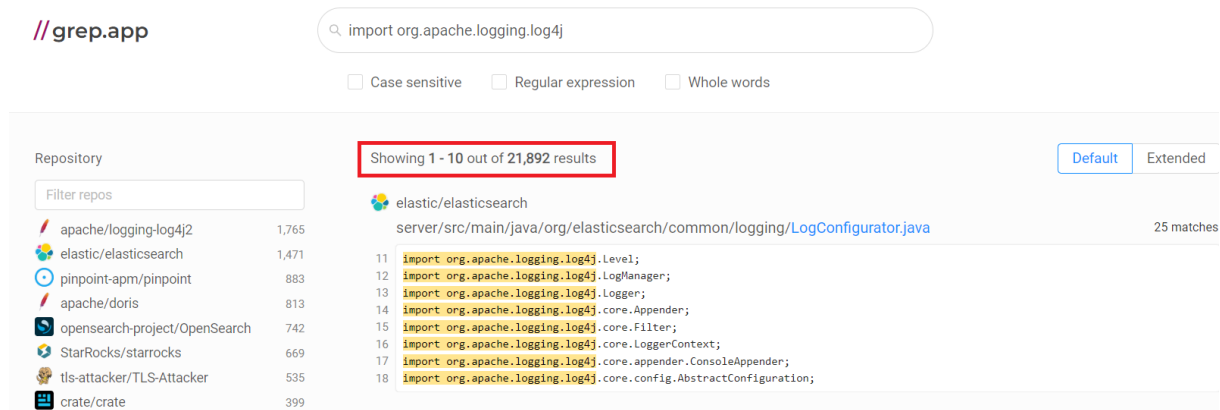 //grep.app
import org.apache.logging.log4j
Case sensitive Regular expression Whole words
Repository
Filter repos
apache/logging-log4j2 1,765
elastic/elasticsearch 1,471
pinpoint-apm/pinpoint 883
apache/doris 813
opensearch-project/OpenSearch 742
StarRocks/starrocks 669
tls-attacker/TLS-Attacker 535
crate/crate 399
Showing 1 - 10 out of 21,892 results
Default Extended
elastic/elasticsearch
server/src/main/java/org/elasticsearch/common/logging/LogConfigurator.java 25 matches
11 import org.apache.logging.log4j.Level;
12 import org.apache.logging.log4j.LogManager;
13 import org.apache.logging.log4j.Logger;
14 import org.apache.logging.log4j.core.Appender;
15 import org.apache.logging.log4j.core.Filter;
16 import org.apache.logging.log4j.core.LoggerContext;
17 import org.apache.logging.log4j.core.appender.ConsoleAppender;
18 import org.apache.logging.log4j.core.config.AbstractConfiguration;